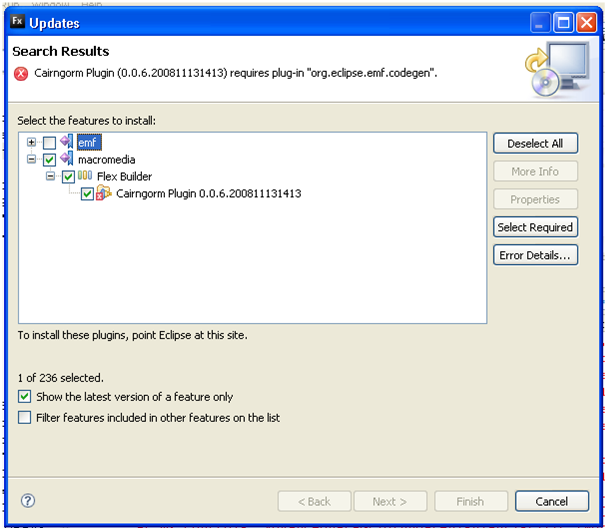 Window Help
Fx Updates
Search Results
Cairngorm Plugin (0.0.6.200811131413) requires plug-in "org.eclipse.emf.codegen".
Select the features to install:
emf
macromedia
Flex Builder
Cairngorm Plugin 0.0.6.200811131413
Deselect All
More Info
Properties
Select Required
Error Details...
To install these plugins, point Eclipse at this site.
1 of 236 selected.
Show the latest version of a feature only
Filter features included in other features on the list
?
< Back Next > Finish Cancel